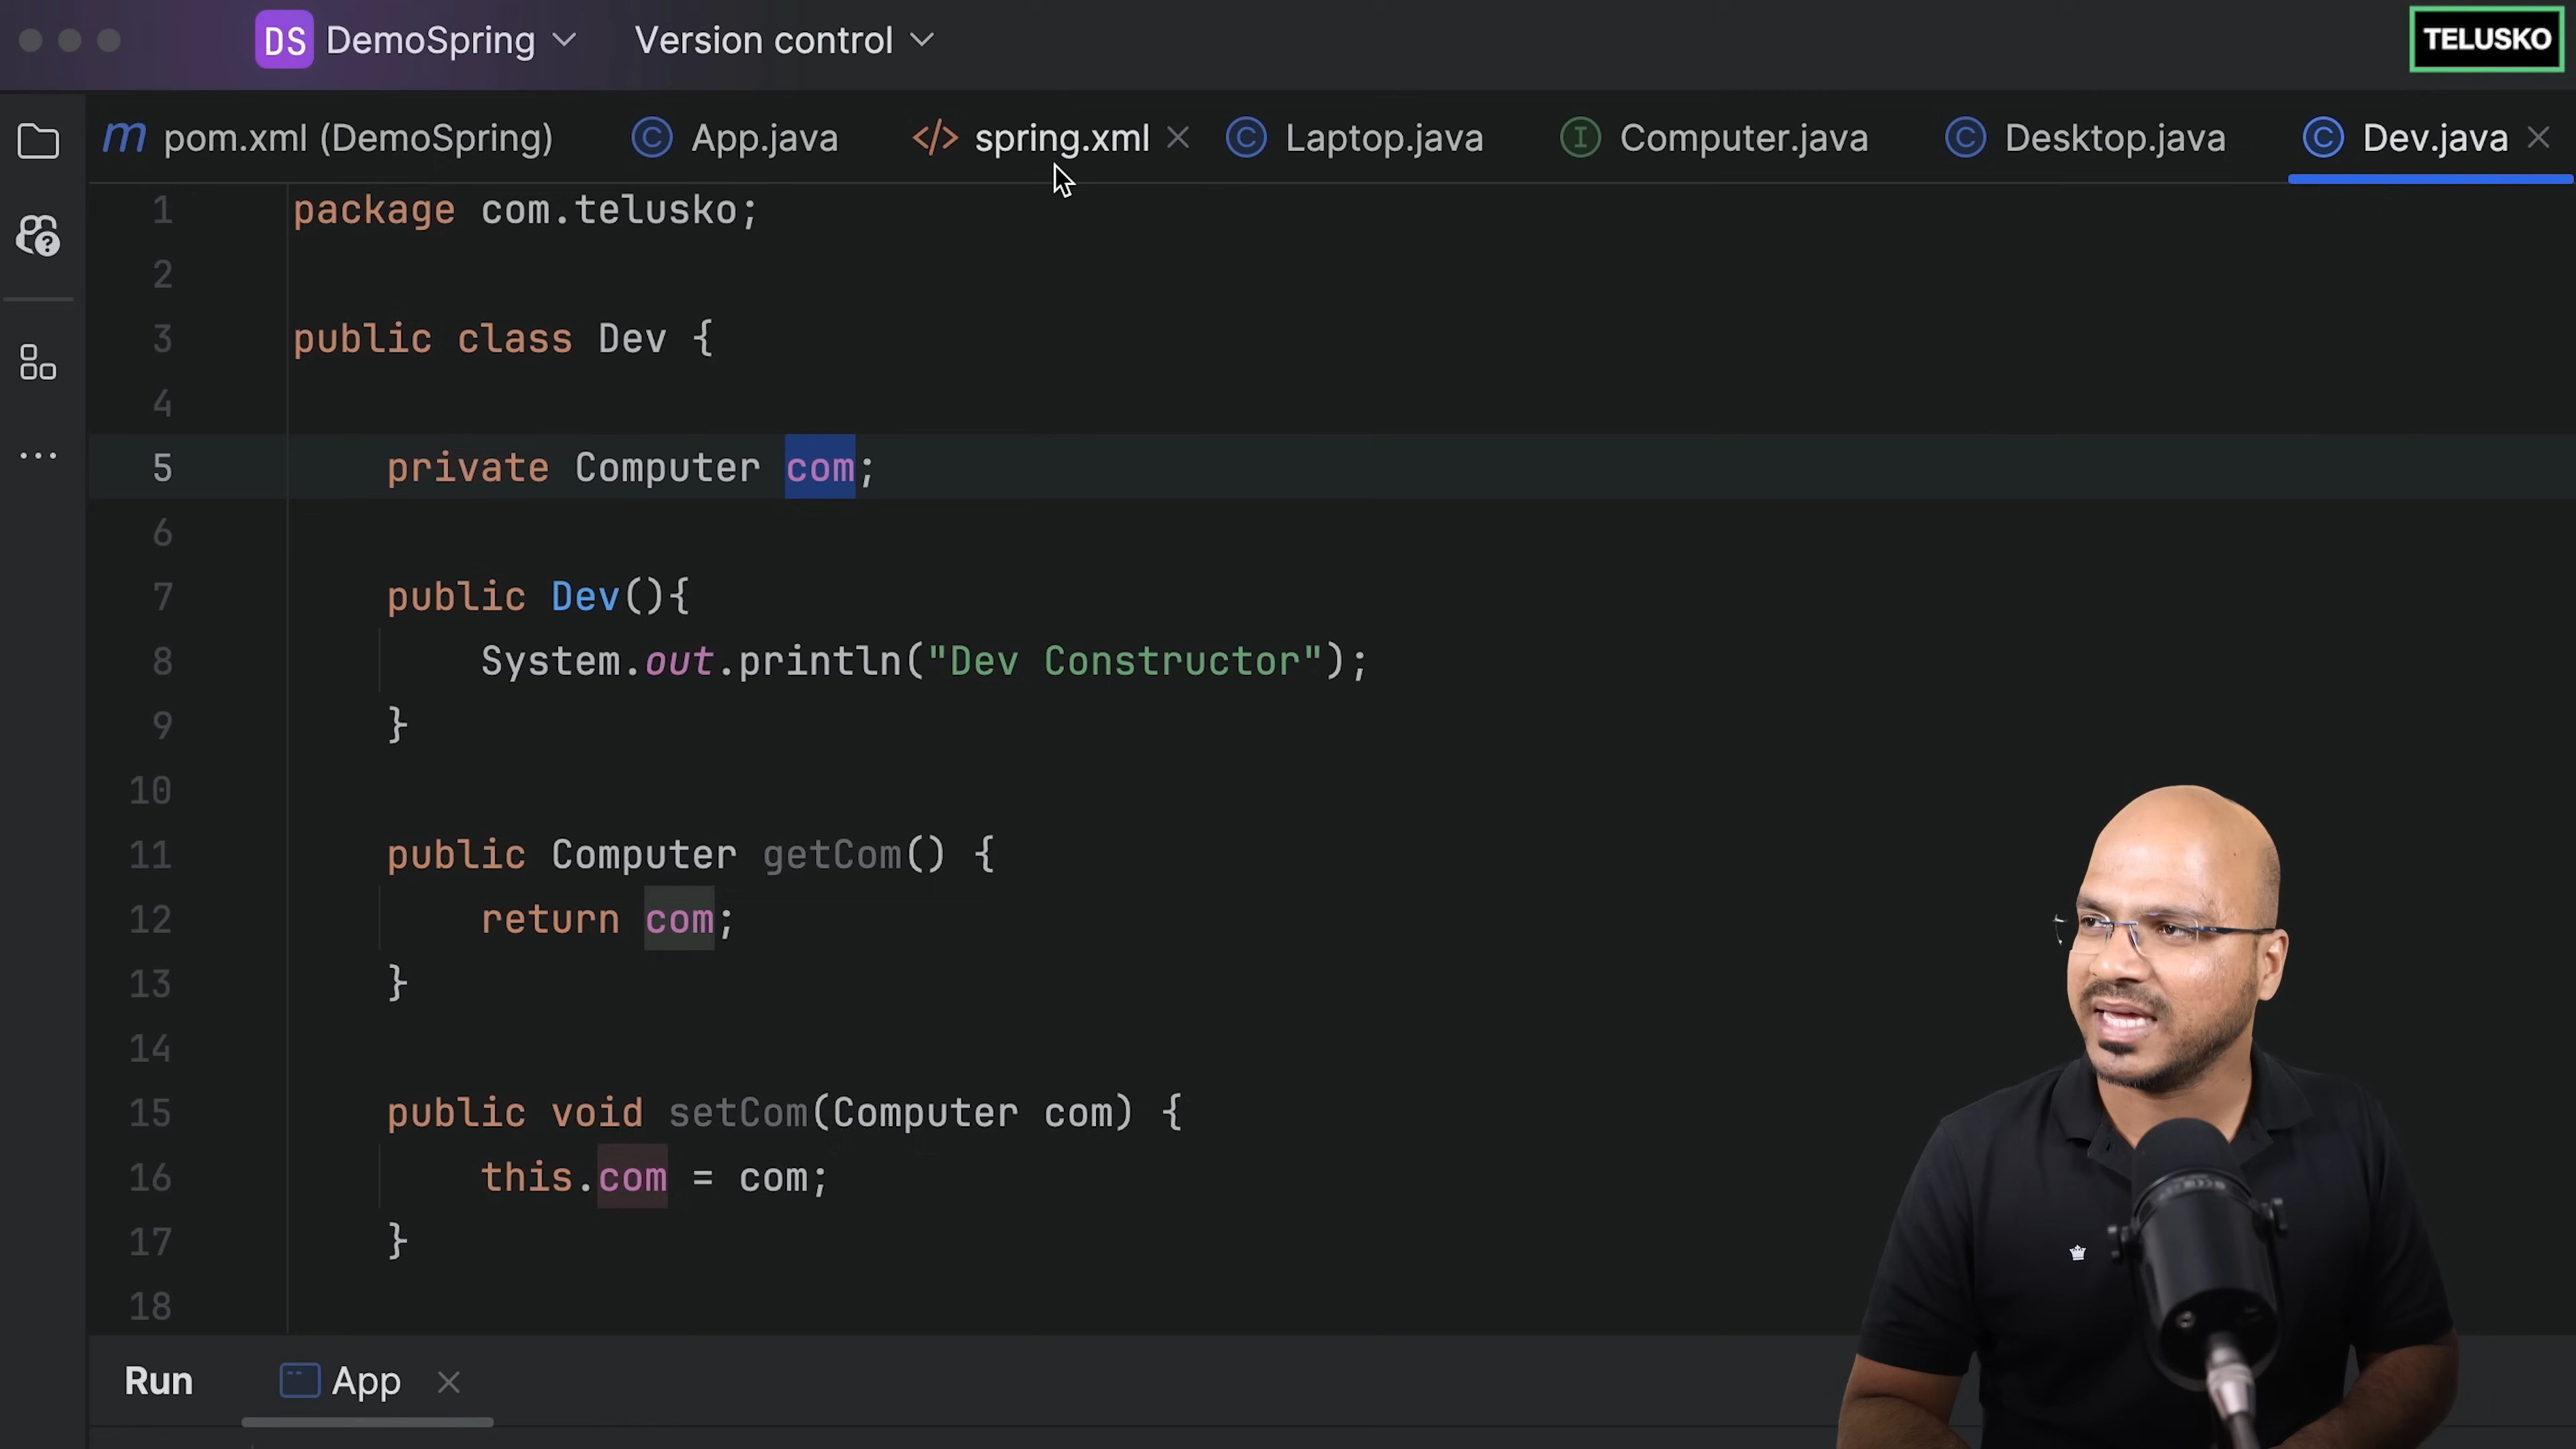 DS DemoSpring Version control TELUSKO
m pom.xml (DemoSpring) C App.java </> spring.xml C Laptop.java I Computer.java C Desktop.java C Dev.java
1 package com.telusko;
2
3 public class Dev {
4
5 private Computer com;
6
7 public Dev(){
8 System.out.println("Dev Constructor");
9 }
10
11 public Computer getCom() {
12 return com;
13 }
14
15 public void setCom(Computer com) {
16 this.com = com;
17 }
18
Run App